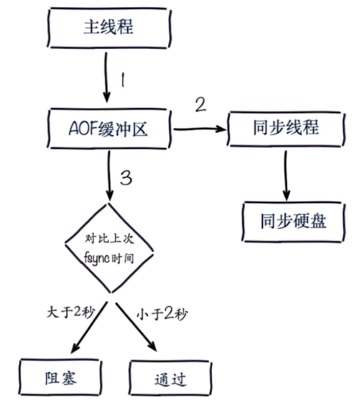 主线程
1
AOF缓冲区
2
同步线程
3
同步硬盘
对比上次
fsync时间
大于2秒
小于2秒
阻塞
通过